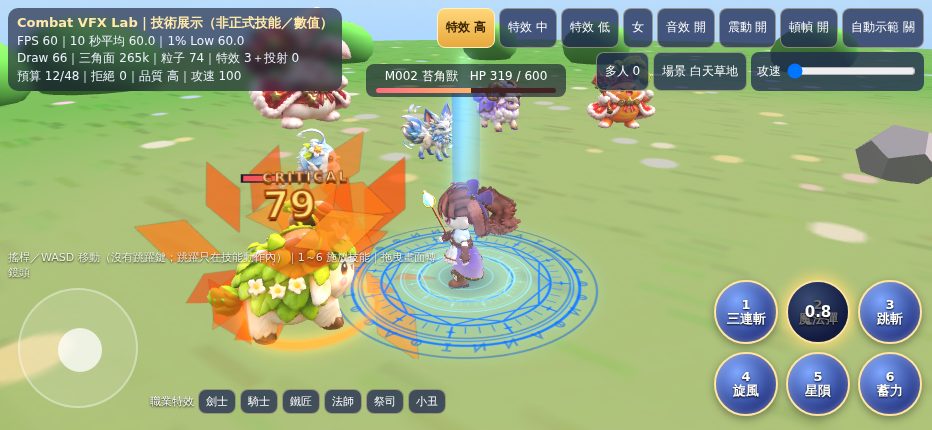 Combat VFX Lab｜技術展示（非正式技能／數值）
FPS 60｜10 秒平均 60.0｜1% Low 60.0
Draw 66｜三角面 265k｜粒子 74｜特效 3＋投射 0
預算 12/48｜拒絕 0｜品質 高｜攻速 100
特效 高
特效 中
特效 低
女
音效 開
震動 開
頓幀 開
自動示範 關
多人 0
場景 白天草地
攻速
M002 苔角獸 HP 319 / 600
CRITICAL
79
搖桿／WASD 移動（沒有跳躍鍵；跳躍只在技能動作內）｜1~6 施放技能｜拖曳畫面轉
鏡頭
1
三連斬
2
魔法彈
0.8
3
跳斬
4
旋風
5
星隕
6
蓄力
職業特效
劍士
騎士
鐵匠
法師
祭司
小丑